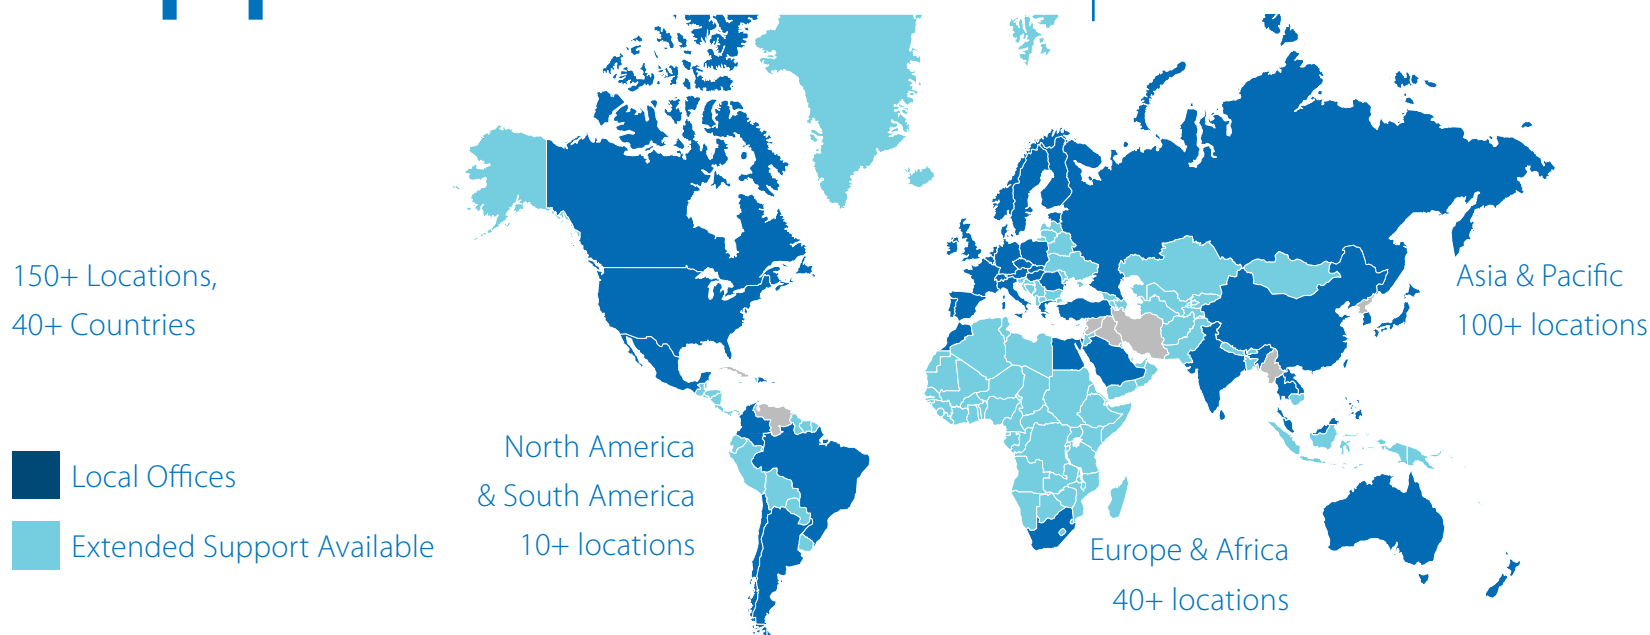 150+ Locations,
40+ Countries
Local Offices
Extended Support Available
North America
& South America
10+ locations
Europe & Africa
40+ locations
Asia & Pacific
100+ locations